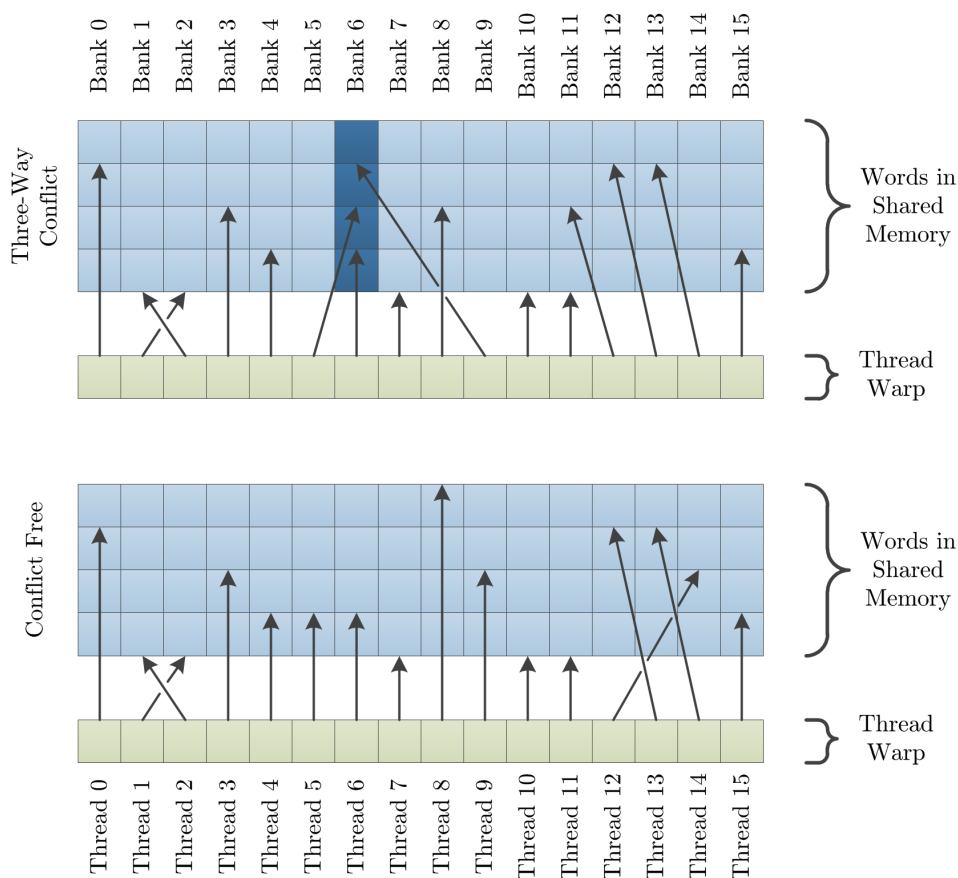 Bank 0
Bank 1
Bank 2
Bank 3
Bank 4
Bank 5
Bank 6
Bank 7
Bank 8
Bank 9
Bank 10
Bank 11
Bank 12
Bank 13
Bank 14
Bank 15
Three-Way
Conflict
Words in
Shared
Memory
Thread
Warp
Conflict Free
Words in
Shared
Memory
Thread
Warp
Thread 0
Thread 1
Thread 2
Thread 3
Thread 4
Thread 5
Thread 6
Thread 7
Thread 8
Thread 9
Thread 10
Thread 11
Thread 12
Thread 13
Thread 14
Thread 15